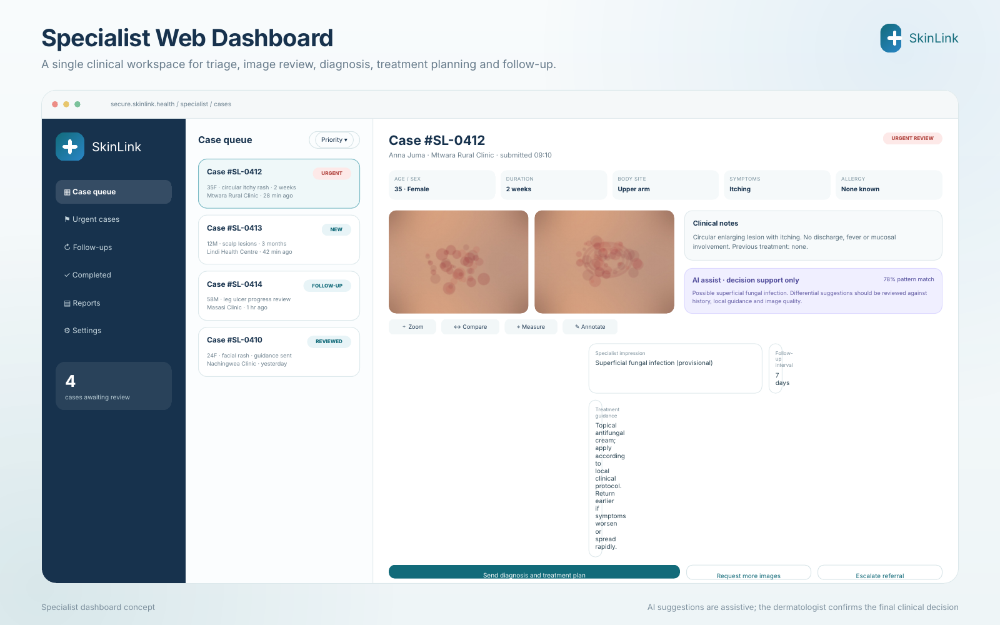 Specialist Web Dashboard
A single clinical workspace for triage, image review, diagnosis, treatment planning and follow-up.
SkinLink
secure.skinlink.health / specialist / cases
SkinLink
▦ Case queue
⚑ Urgent cases
↻ Follow-ups
✓ Completed
▤ Reports
⚙ Settings
4
cases awaiting review
Case queue
Priority ▾
Case #SL-0412
URGENT
35F · circular itchy rash · 2 weeks
Mtwara Rural Clinic · 28 min ago
Case #SL-0413
NEW
12M · scalp lesions · 3 months
Lindi Health Centre · 42 min ago
Case #SL-0414
FOLLOW-UP
58M · leg ulcer progress review
Masasi Clinic · 1 hr ago
Case #SL-0410
REVIEWED
24F · facial rash · guidance sent
Nachingwea Clinic · yesterday
Case #SL-0412
URGENT REVIEW
Anna Juma · Mtwara Rural Clinic · submitted 09:10
AGE / SEX
35 · Female
DURATION
2 weeks
BODY SITE
Upper arm
SYMPTOMS
Itching
ALLERGY
None known
Clinical notes
Circular enlarging lesion with itching. No discharge, fever or mucosal
involvement. Previous treatment: none.
AI assist · decision support only
78% pattern match
Possible superficial fungal infection. Differential suggestions should be reviewed against
history, local guidance and image quality.
+ Zoom
↔ Compare
⌖ Measure
✎ Annotate
Specialist impression
Superficial fungal infection (provisional)
Follow-
up
interval
7
days
Treatment
guidance
Topical
antifungal
cream;
apply
according
to
local
clinical
protocol.
Return
earlier
if
symptoms
worsen
or
spread
rapidly.
Send diagnosis and treatment plan
Request more images
Escalate referral
Specialist dashboard concept
AI suggestions are assistive; the dermatologist confirms the final clinical decision